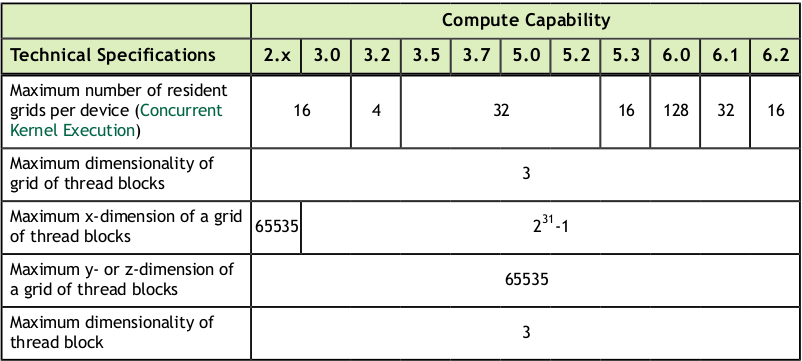 Compute Capability
Technical Specifications 2.x 3.0 3.2 3.5 3.7 5.0 5.2 5.3 6.0 6.1 6.2
Maximum number of resident
grids per device (Concurrent
Kernel Execution)
16 4 32 16 128 32 16
Maximum dimensionality of
grid of thread blocks
3
Maximum x-dimension of a grid
of thread blocks
65535 2³¹-1
Maximum y- or z-dimension of
a grid of thread blocks
65535
Maximum dimensionality of
thread block
3